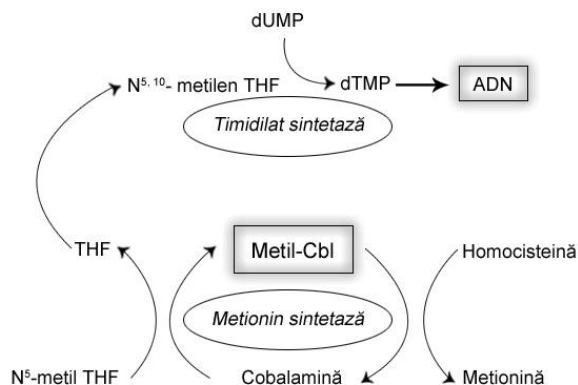 dUMP
N⁵, ¹⁰- metilen THF dTMP ADN
Timidilat sintetază
THF Metil-Cbl Homocisteină
Metionin sintetază
N⁵-metil THF Cobalamină Metionină